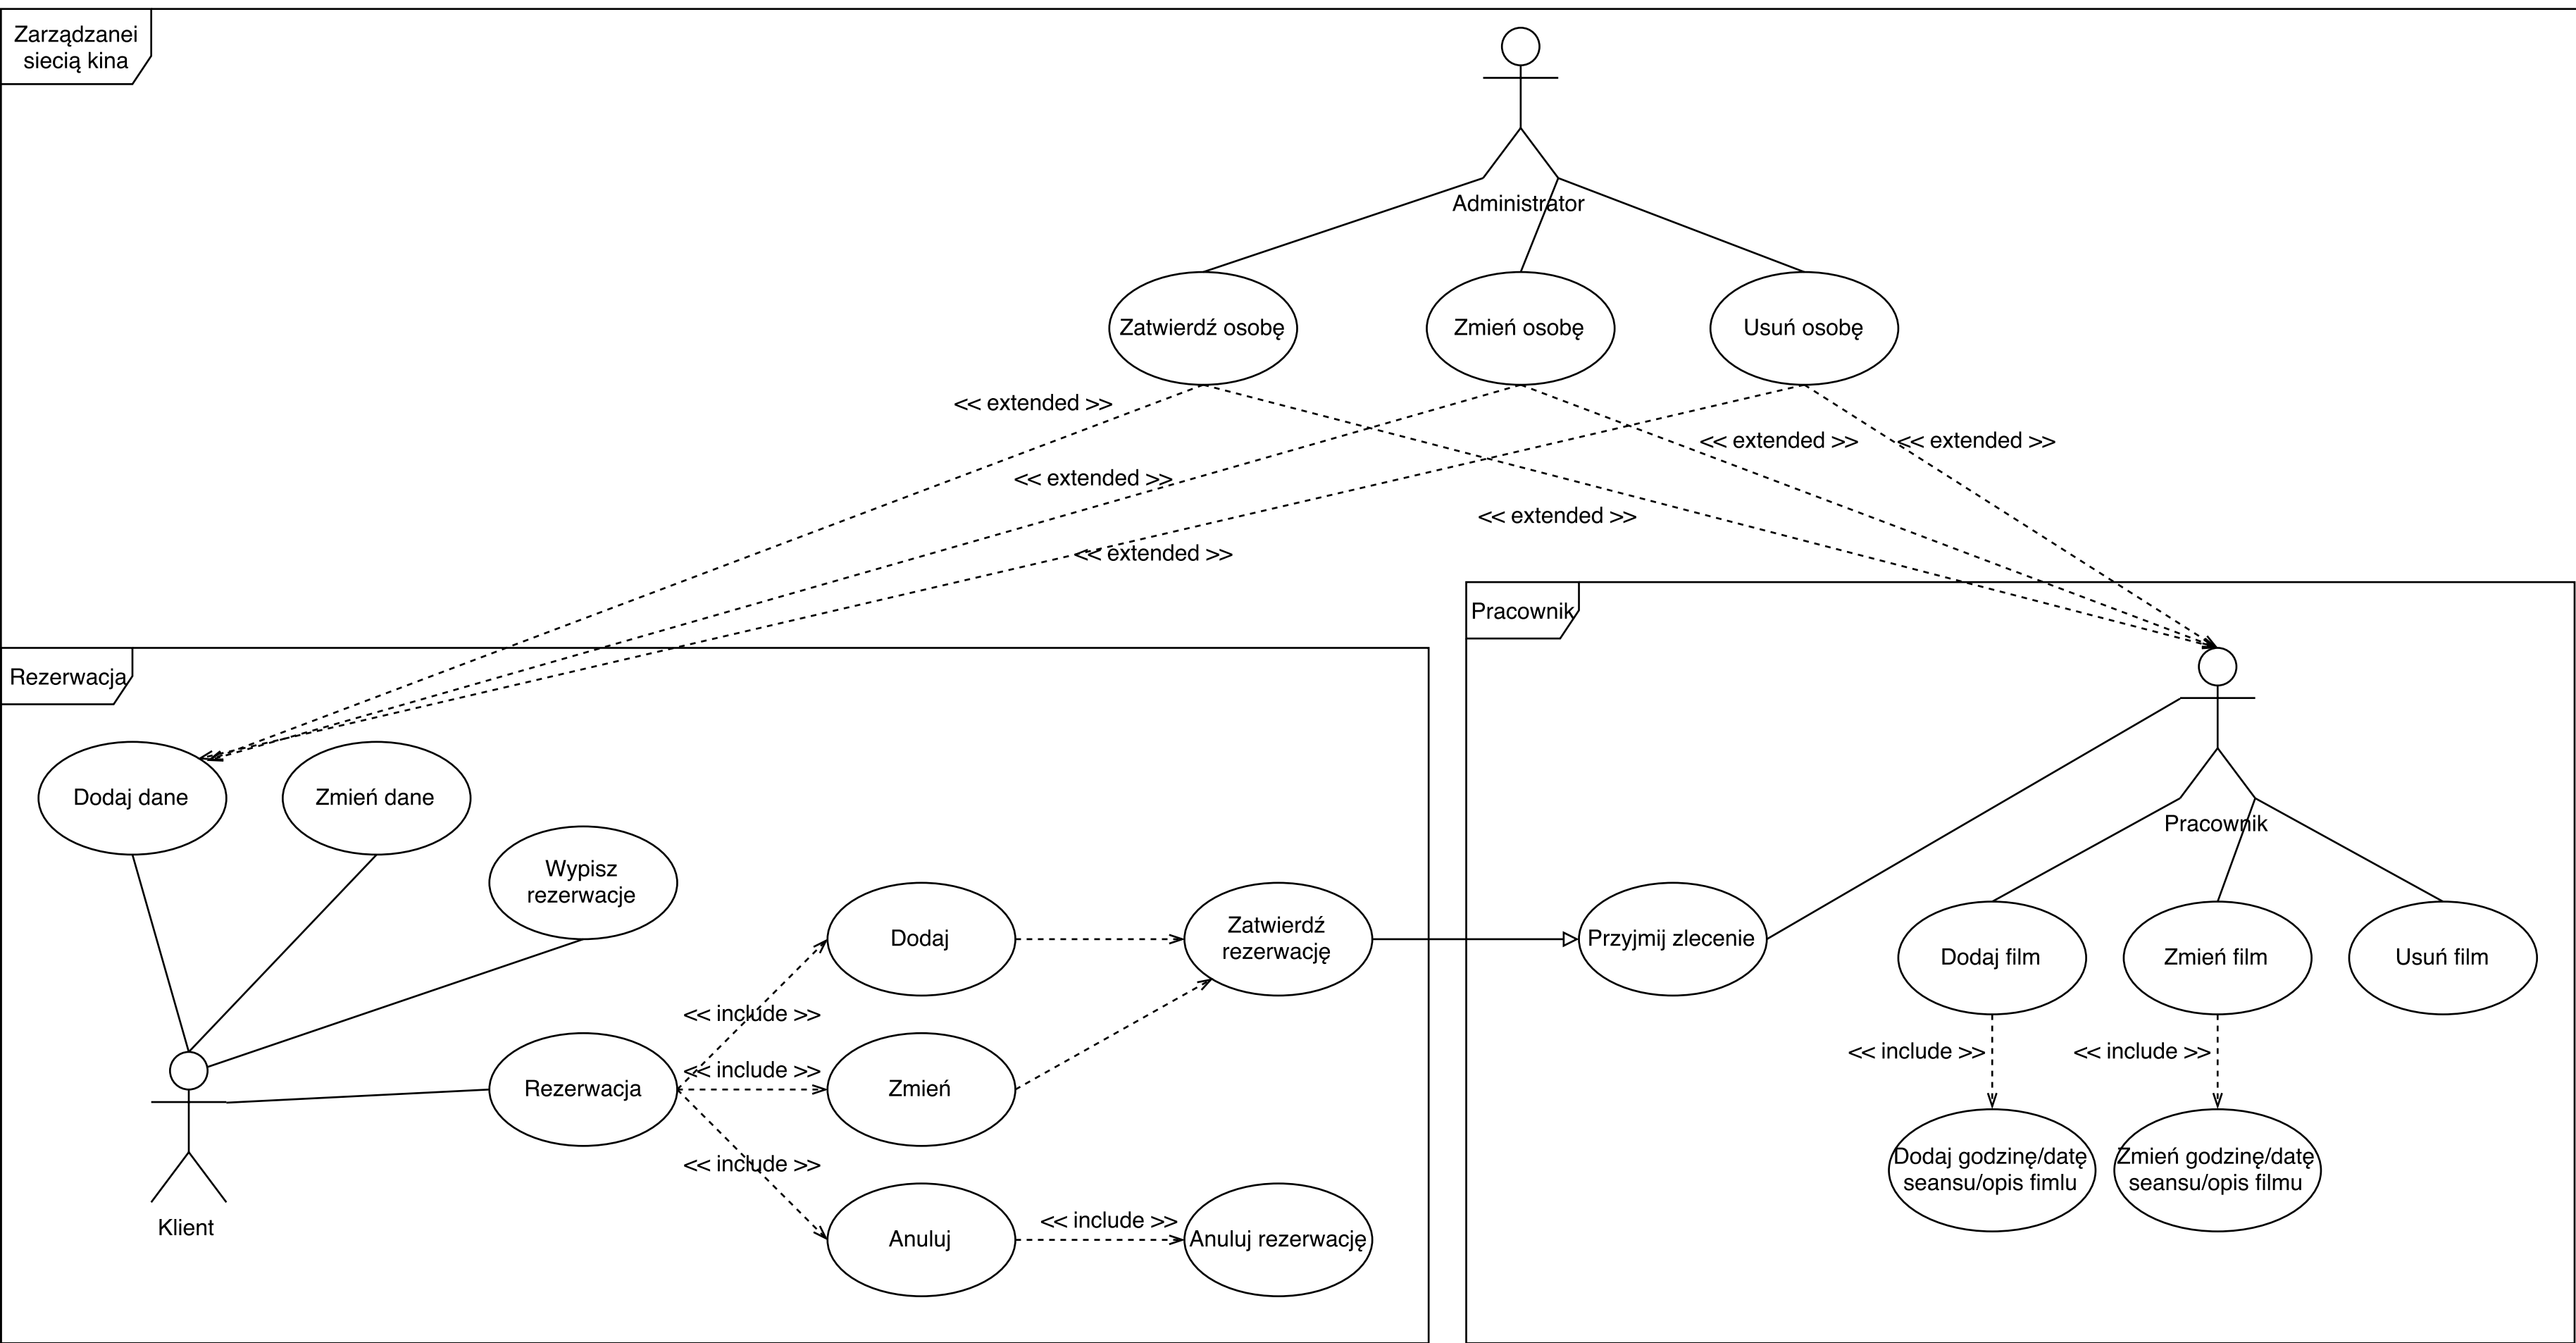 Zarządzanei
siecią kina
Administrator
Zatwierdź osobę
Zmień osobę
Usuń osobę
<< extended >>
<< extended >>
<< extended >>
<< extended >>
<< extended >>
<< extended >>
Pracownik
Rezerwacja
Dodaj dane
Zmień dane
Pracownik
Wypisz
rezerwacje
Dodaj
Zatwierdź
rezerwację
Przyjmij zlecenie
Dodaj film
Zmień film
Usuń film
<< include >>
<< include >>
<< include >>
<< include >>
Rezerwacja
Zmień
<< include >>
Dodaj godzinę/datę
seansu/opis fimlu
Zmień godzinę/datę
seansu/opis filmu
Klient
<< include >>
Anuluj
Anuluj rezerwację